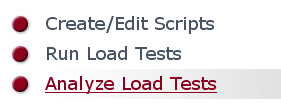 Create/Edit Scripts
Run Load Tests
Analyze Load Tests